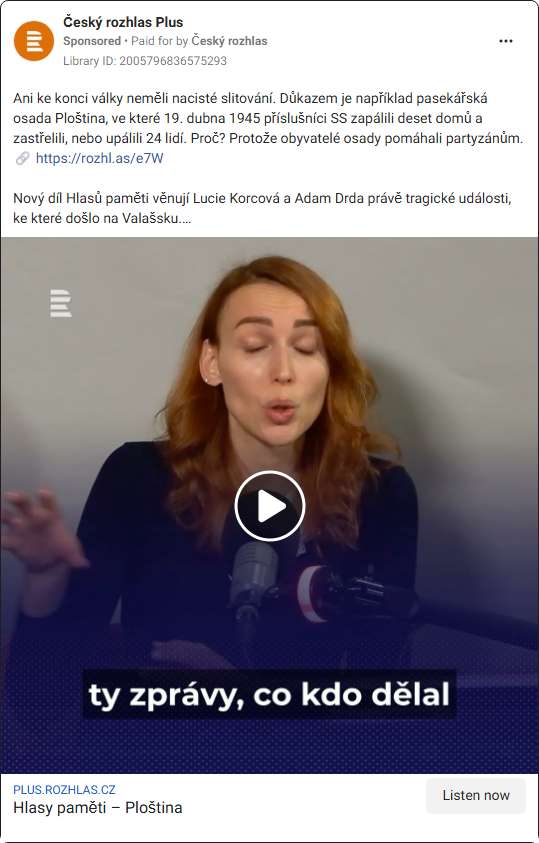 Český rozhlas Plus
Sponsored • Paid for by Český rozhlas
Library ID: 2005796836575293
Ani ke konci války neměli nacisté slitování. Důkazem je například pasekářská
osada Ploština, ve které 19. dubna 1945 příslušníci SS zapálili deset domů a
zastřelili, nebo upálili 24 lidí. Proč? Protože obyvatelé osady pomáhali partyzánům.
🔗 https://rozhl.as/e7W
Nový díl Hlasů paměti věnují Lucie Korcová a Adam Drda právě tragické události,
ke které došlo na Valašsku....
ty zprávy, co kdo dělal
PLUS.ROZHLAS.CZ
Hlasy paměti – Ploština
Listen now